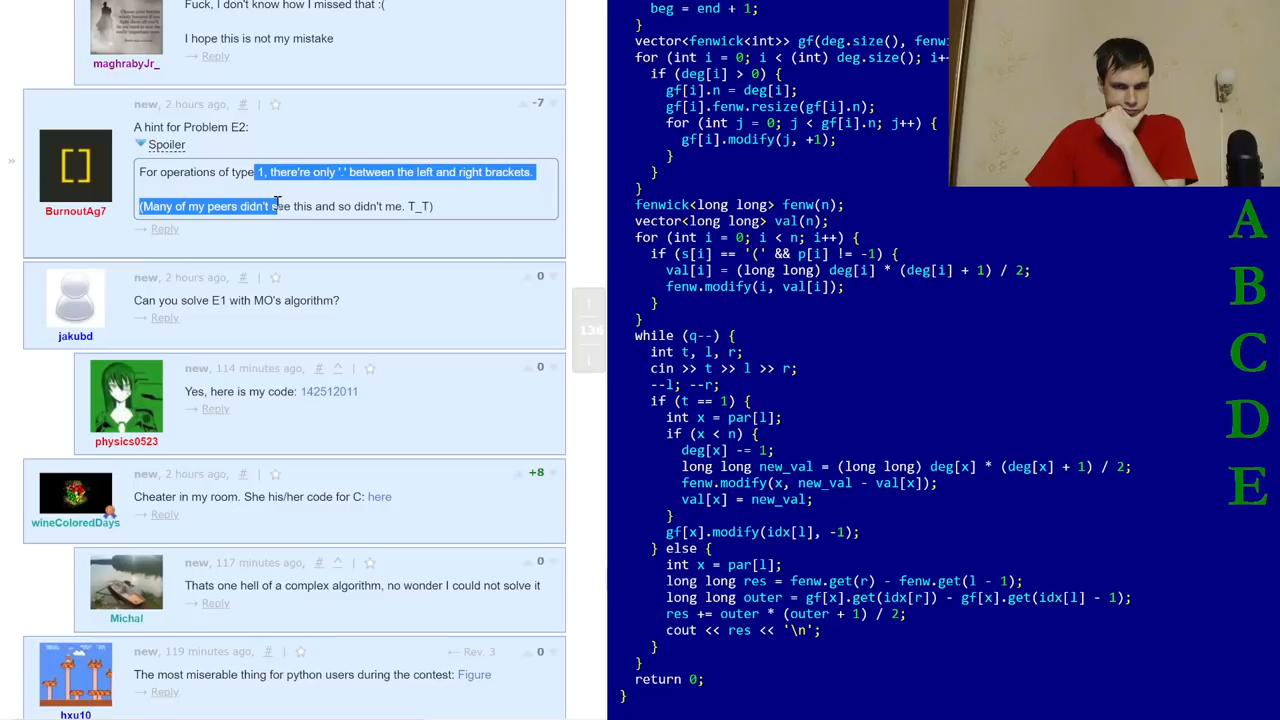 Fuck, I don't know how I missed that :(
I hope this is not my mistake
→ Reply
maghrabyJr_
new, 2 hours ago, # |
-7
A hint for Problem E2:
Spoiler
For operations of type 1, there're only '.' between the left and right brackets.
(Many of my peers didn't see this and so didn't me. T_T)
[]
BurnoutAg7
→ Reply
new, 2 hours ago, # |
0
Can you solve E1 with MO's algorithm?
→ Reply
jakubd
new, 114 minutes ago, # ^ |
0
Yes, here is my code: 142512011
→ Reply
physics0523
new, 2 hours ago, # |
+8
Cheater in my room. She his/her code for C: here
→ Reply
wineColoredDays
new, 117 minutes ago, # ^ |
0
Thats one hell of a complex algorithm, no wonder I could not solve it
→ Reply
Michal
new, 119 minutes ago, # |
← Rev. 3
0
The most miserable thing for python users during the contest: Figure
→ Reply
hxu10
136
beg = end + 1;
}
vector<fenwick<int>> gf(deg.size(), fenwi
for (int i = 0; i < (int) deg.size(); i+
if (deg[i] > 0) {
gf[i].n = deg[i];
gf[i].fenw.resize(gf[i].n);
for (int j = 0; j < gf[i].n; j++) {
gf[i].modify(j, +1);
}
}
}
fenwick<long long> fenw(n);
vector<long long> val(n);
for (int i = 0; i < n; i++) {
if (s[i] == '(' && p[i] != -1) {
val[i] = (long long) deg[i] * (deg[i] + 1) / 2;
fenw.modify(i, val[i]);
}
}
while (q--) {
int t, l, r;
cin >> t >> l >> r;
--l; --r;
if (t == 1) {
int x = par[l];
if (x < n) {
deg[x] -= 1;
long long new_val = (long long) deg[x] * (deg[x] + 1) / 2;
fenw.modify(x, new_val - val[x]);
val[x] = new_val;
}
gf[x].modify(idx[l], -1);
} else {
int x = par[l];
long long res = fenw.get(r) - fenw.get(l - 1);
long long outer = gf[x].get(idx[r]) - gf[x].get(idx[l] - 1);
res += outer * (outer + 1) / 2;
cout << res << '\n';
}
}
return 0;
}
A
B
C
D
E